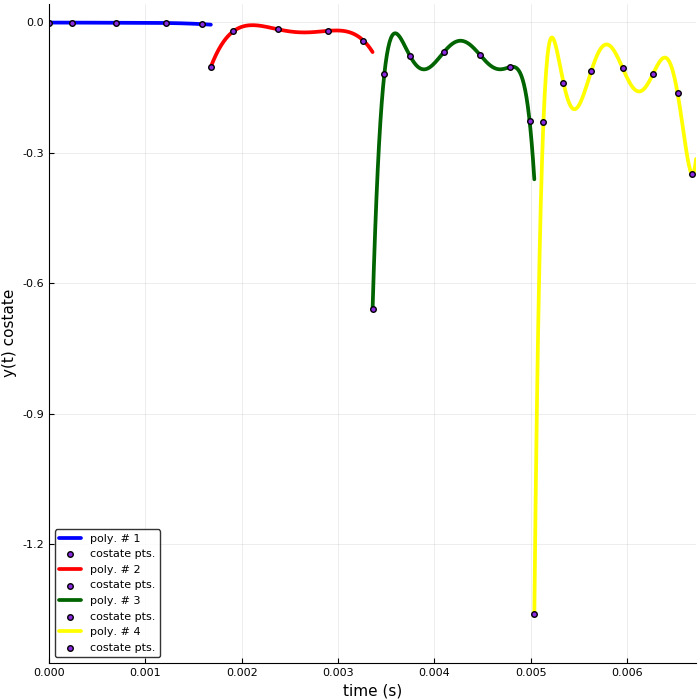 0.0
-0.3
-0.6
-0.9
-1.2
y(t) costate
poly. # 1
costate pts.
poly. # 2
costate pts.
poly. # 3
costate pts.
poly. # 4
costate pts.
0.000 0.001 0.002 0.003 0.004 0.005 0.006
time (s)